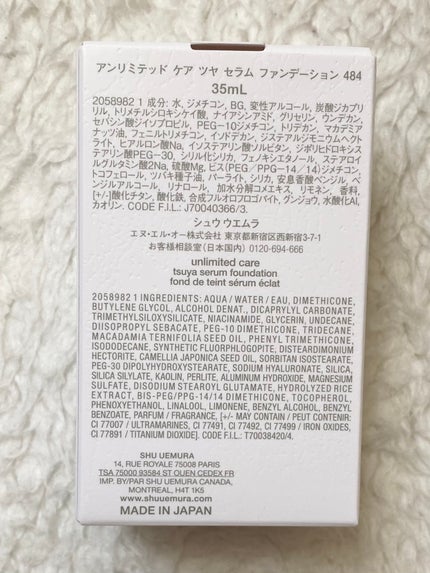 アンリミテッド ケア ツヤ セラム ファンデーション 484
35mL
2058982 1 成分: 水, ジメチコン, BG, 変性アルコール, 炭酸ジカプリ
リル, トリメチルシロキシケイ酸, ナイアシンアミド, グリセリン, ウンデカン,
セバシン酸ジイソプロピル, PEG-10ジメチコン, トリデカン, マカデミア
ナッツ油, フェニルトリメチコン, イソドデカン, ジステアルジモニウムヘクト
ライト, ヒアルロン酸Na, イソステアリン酸ソルビタン, ジポリヒドロキシス
テアリン酸PEG-30, シリル化シリカ, フェノキシエタノール, ステアロイ
ルグルタミン酸2Na, 硫酸Mg, ビス(PEG/PPG-14/14)ジメチコン,
トコフェロール, ツバキ種子油, パーライト, シリカ, 安息香酸ベンジル, ベ
ンジルアルコール, リナロール, 加水分解コメエキス, リモネン, 香料,
[+/-]酸化チタン, 酸化鉄, 合成フルオロフロゴパイト, グンジョウ, 水酸化Al,
カオリン. CODE F.I.L.: J70040366/3.
シュウ ウエムラ
エヌ・エル・オー株式会社 東京都新宿区西新宿3-7-1
お客様相談室(日本国内) 0120-694-666
unlimited care
tsuya serum foundation
fond de teint sérum éclat
2058982 1 INGREDIENTS: AQUA / WATER / EAU, DIMETHICONE,
BUTYLENE GLYCOL, ALCOHOL DENAT., DICAPRYLYL CARBONATE,
TRIMETHYLSILOXYSILICATE, NIACINAMIDE, GLYCERIN, UNDECANE,
DIISOPROPYL SEBACATE, PEG-10 DIMETHICONE, TRIDECANE,
MACADAMIA TERNIFOLIA SEED OIL, PHENYL TRIMETHICONE,
ISODODECANE, SYNTHETIC FLUORPHLOGOPITE, DISTEARDIMONIUM
HECTORITE, CAMELLIA JAPONICA SEED OIL, SORBITAN ISOSTEARATE,
PEG-30 DIPOLYHYDROXYSTEARATE, SODIUM HYALURONATE, SILICA,
SILICA SILYLATE, KAOLIN, PERLITE, ALUMINUM HYDROXIDE, MAGNESIUM
SULFATE, DISODIUM STEAROYL GLUTAMATE, HYDROLYZED RICE
EXTRACT, BIS-PEG/PPG-14/14 DIMETHICONE, TOCOPHEROL,
PHENOXYETHANOL, LINALOOL, LIMONENE, BENZYL ALCOHOL, BENZYL
BENZOATE, PARFUM / FRAGRANCE, [+/- MAY CONTAIN / PEUT CONTENIR:
CI 77007 / ULTRAMARINES, CI 77491, CI 77492, CI 77499 / IRON OXIDES,
CI 77891 / TITANIUM DIOXIDE]. CODE F.I.L.: T70038420/4.
SHU UEMURA
14, RUE ROYALE 75008 PARIS
TSA 75000 93584 ST OUEN CEDEX FR
IMP. BY/PAR SHU UEMURA CANADA,
MONTREAL, H4T 1K5
www.shuuemura.com
MADE IN JAPAN